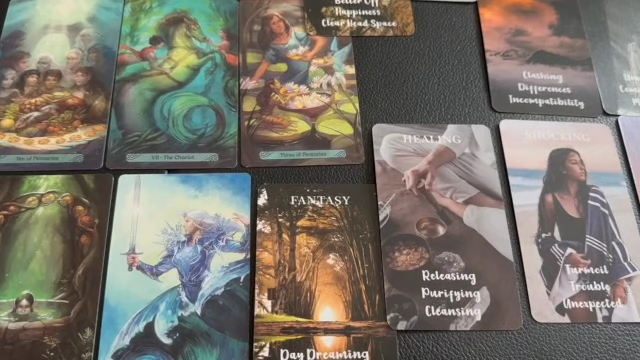 Better Off
Happiness
Clear Head Space
Clashing
Differences
Incompatibility
Ten of Pentacles
VII - The Chariot
Three of Pentacles
HEALING
SHOCKING
FANTASY
Releasing
Purifying
Cleansing
Turmoil
Trouble
Unexpected
Day Dreaming